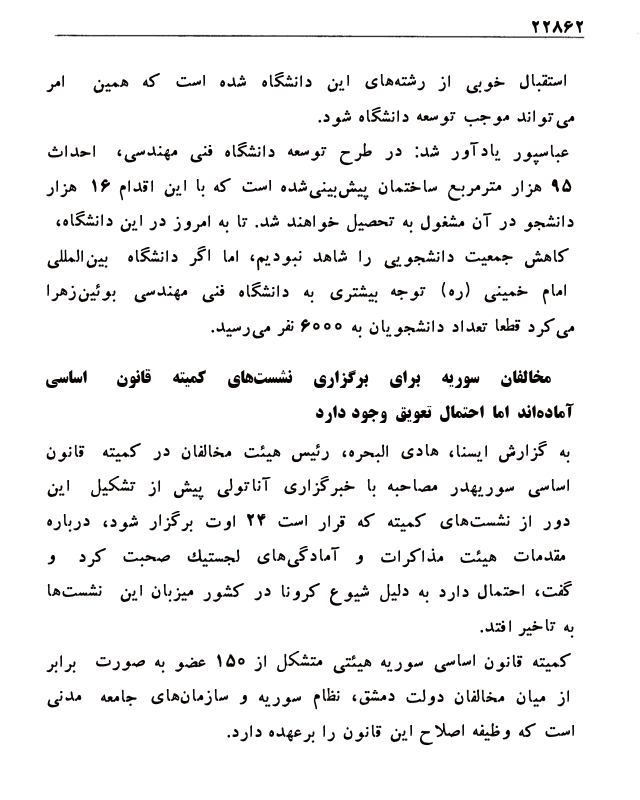 ۲۲۸۶۲
استقبال خوبی از رشته‌های این دانشگاه شده است که همین امر
می‌تواند موجب توسعه دانشگاه شود.
عباسپور یادآور شد: در طرح توسعه دانشگاه فنی مهندسی، احداث
۹۵ هزار مترمربع ساختمان پیش‌بینی‌شده است که با این اقدام ۱۶ هزار
دانشجو در آن مشغول به تحصیل خواهند شد. تا به امروز در این دانشگاه،
کاهش جمعیت دانشجویی را شاهد نبودیم، اما اگر دانشگاه بین‌المللی
امام خمینی (ره) توجه بیشتری به دانشگاه فنی مهندسی بوئین‌زهرا
می‌کرد قطعا تعداد دانشجویان به ۶۰۰۰ نفر می‌رسید.
مخالفان سوریه برای برگزاری نشست‌های کمیته قانون اساسی
آماده‌اند اما احتمال تعویق وجود دارد
به گزارش ایسنا، هادی البحره، رئیس هیئت مخالفان در کمیته قانون
اساسی سوریهدر مصاحبه با خبرگزاری آناتولی پیش از تشکیل این
دور از نشست‌های کمیته که قرار است ۲۴ اوت برگزار شود، درباره
مقدمات هیئت مذاکرات و آمادگی‌های لجستیك صحبت کرد و
گفت، احتمال دارد به دلیل شیوع کرونا در کشور میزبان این نشست‌ها
به تاخیر افتد.
کمیته قانون اساسی سوریه هیئتی متشکل از ۱۵۰ عضو به صورت برابر
از میان مخالفان دولت دمشق، نظام سوریه و سازمان‌های جامعه مدنی
است که وظیفه اصلاح این قانون را برعهده دارد.